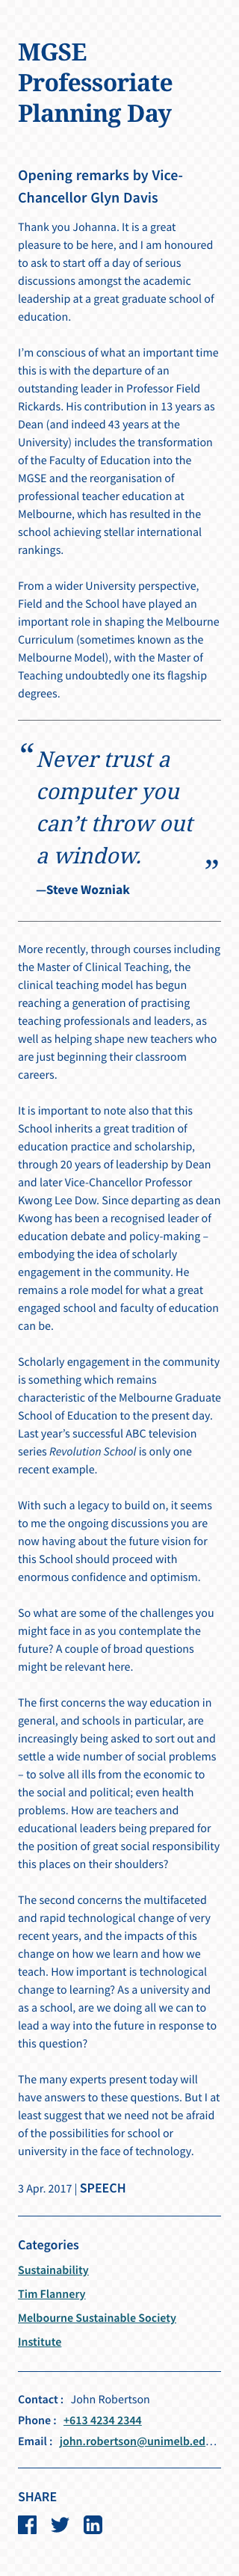 MGSE
Professoriate
Planning Day
Opening remarks by Vice-
Chancellor Glyn Davis
Thank you Johanna. It is a great
pleasure to be here, and I am honoured
to ask to start off a day of serious
discussions amongst the academic
leadership at a great graduate school of
education.
I’m conscious of what an important time
this is with the departure of an
outstanding leader in Professor Field
Rickards. His contribution in 13 years as
Dean (and indeed 43 years at the
University) includes the transformation
of the Faculty of Education into the
MGSE and the reorganisation of
professional teacher education at
Melbourne, which has resulted in the
school achieving stellar international
rankings.
From a wider University perspective,
Field and the School have played an
important role in shaping the Melbourne
Curriculum (sometimes known as the
Melbourne Model), with the Master of
Teaching undoubtedly one its flagship
degrees.
“ Never trust a
computer you
can’t throw out
a window. ”
—Steve Wozniak
More recently, through courses including
the Master of Clinical Teaching, the
clinical teaching model has begun
reaching a generation of practising
teaching professionals and leaders, as
well as helping shape new teachers who
are just beginning their classroom
careers.
It is important to note also that this
School inherits a great tradition of
education practice and scholarship,
through 20 years of leadership by Dean
and later Vice-Chancellor Professor
Kwong Lee Dow. Since departing as dean
Kwong has been a recognised leader of
education debate and policy-making –
embodying the idea of scholarly
engagement in the community. He
remains a role model for what a great
engaged school and faculty of education
can be.
Scholarly engagement in the community
is something which remains
characteristic of the Melbourne Graduate
School of Education to the present day.
Last year’s successful ABC television
series Revolution School is only one
recent example.
With such a legacy to build on, it seems
to me the ongoing discussions you are
now having about the future vision for
this School should proceed with
enormous confidence and optimism.
So what are some of the challenges you
might face in as you contemplate the
future? A couple of broad questions
might be relevant here.
The first concerns the way education in
general, and schools in particular, are
increasingly being asked to sort out and
settle a wide number of social problems
– to solve all ills from the economic to
the social and political; even health
problems. How are teachers and
educational leaders being prepared for
the position of great social responsibility
this places on their shoulders?
The second concerns the multifaceted
and rapid technological change of very
recent years, and the impacts of this
change on how we learn and how we
teach. How important is technological
change to learning? As a university and
as a school, are we doing all we can to
lead a way into the future in response to
this question?
The many experts present today will
have answers to these questions. But I at
least suggest that we need not be afraid
of the possibilities for school or
university in the face of technology.
3 Apr. 2017 | SPEECH
Categories
Sustainability
Tim Flannery
Melbourne Sustainable Society
Institute
Contact : John Robertson
Phone : +613 4234 2344
Email : john.robertson@unimelb.ed…
SHARE